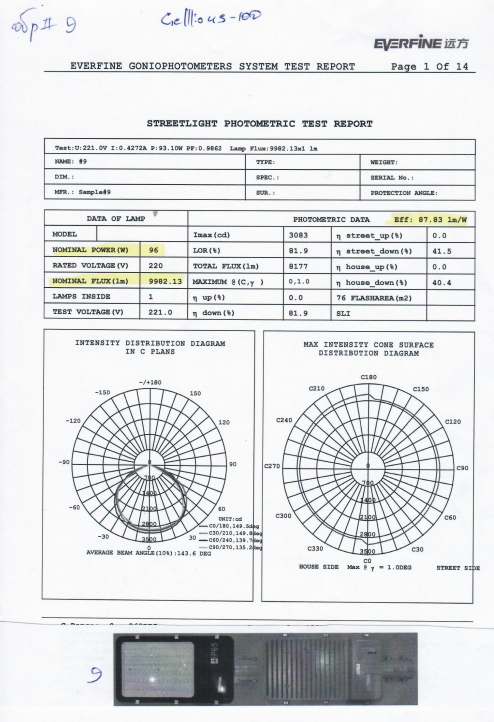 обр # 9
Gellious-100
EVERFINE 远方
EVERFINE GONIOPHOTOMETERS SYSTEM TEST REPORT Page 1 Of 14
STREETLIGHT PHOTOMETRIC TEST REPORT
Test:U:221.0V I:0.4272A P:93.10W PF:0.9862 Lamp Flux:9982.13x1 lm
NAME: #9 TYPE: WEIGHT:
DIM.: SPEC.: SERIAL No.:
MFR.: Sample#9 SUR.: PROTECTION ANGLE:
DATA OF LAMP PHOTOMETRIC DATA Eff: 87.83 lm/W
MODEL Imax(cd) 3083 η street_up(%) 0.0
NOMINAL POWER(W) 96 LOR(%) 81.9 η street_down(%) 41.5
RATED VOLTAGE(V) 220 TOTAL FLUX(lm) 8177 η house_up(%) 0.0
NOMINAL FLUX(lm) 9982.13 MAXIMUM @(C,γ) 0,1.0 η house_down(%) 40.4
LAMPS INSIDE 1 η up(%) 0.0 76 FLASHAREA(m2)
TEST VOLTAGE(V) 221.0 η down(%) 81.9 SLI
INTENSITY DISTRIBUTION DIAGRAM
IN C PLANS
-/+180
-150 150
-120 120
-90 90
-60 60
-30 30
0
0
700
1400
2100
2800
3500
UNIT:cd
C0/180,149.5deg
C30/210,149.8deg
C60/240,139.7deg
C90/270,135.2deg
AVERAGE BEAM ANGLE(10%):143.6 DEG
MAX INTENSITY CONE SURFACE
DISTRIBUTION DIAGRAM
C180
C210 C150
C240 C120
C270 C90
C300 C60
C330 C30
C0
0
700
1400
2100
2800
3500
HOUSE SIDE Max @ γ = 1.0DEG STREET SIDE
9
IP65